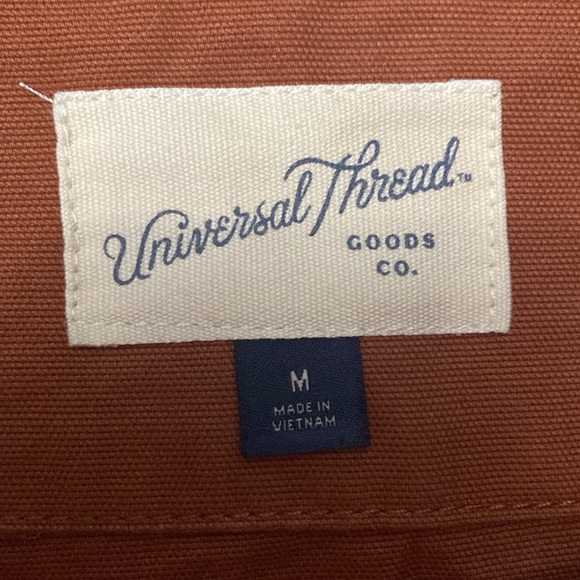 Universal Thread™
GOODS
CO.
M
MADE IN
VIETNAM